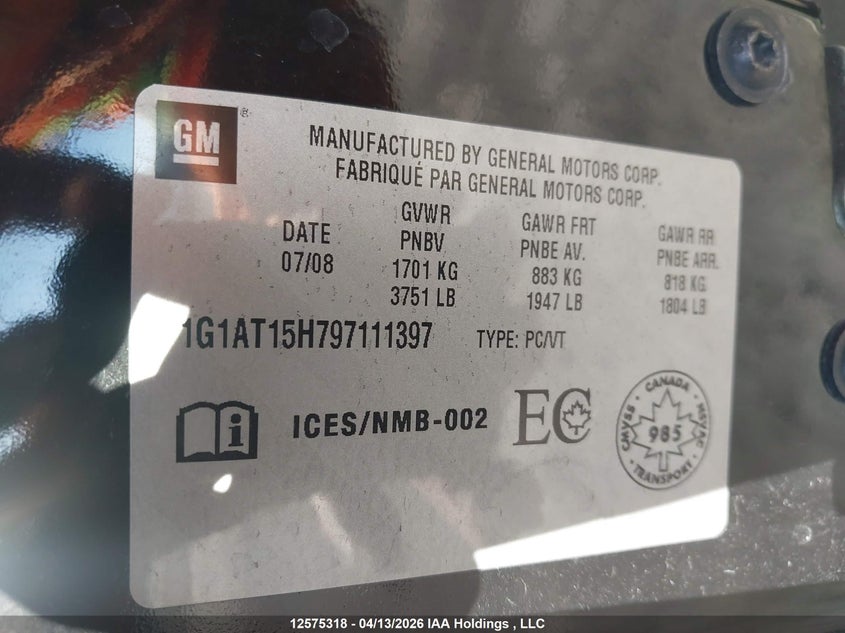 GM ®
MANUFACTURED BY GENERAL MOTORS CORP.
FABRIQUÉ PAR GENERAL MOTORS CORP.
DATE
07/08
GVWR
PNBV
1701 KG
3751 LB
GAWR FRT
PNBE AV.
883 KG
1947 LB
GAWR RR
PNBE ARR.
818 KG
1804 LB
1G1AT15H797111397 TYPE: PC/VT
i ICES/NMB-002 EC
CANADA
CMVSS 985 NSVAC
TRANSPORT
12575318 - 04/13/2026 IAA Holdings , LLC